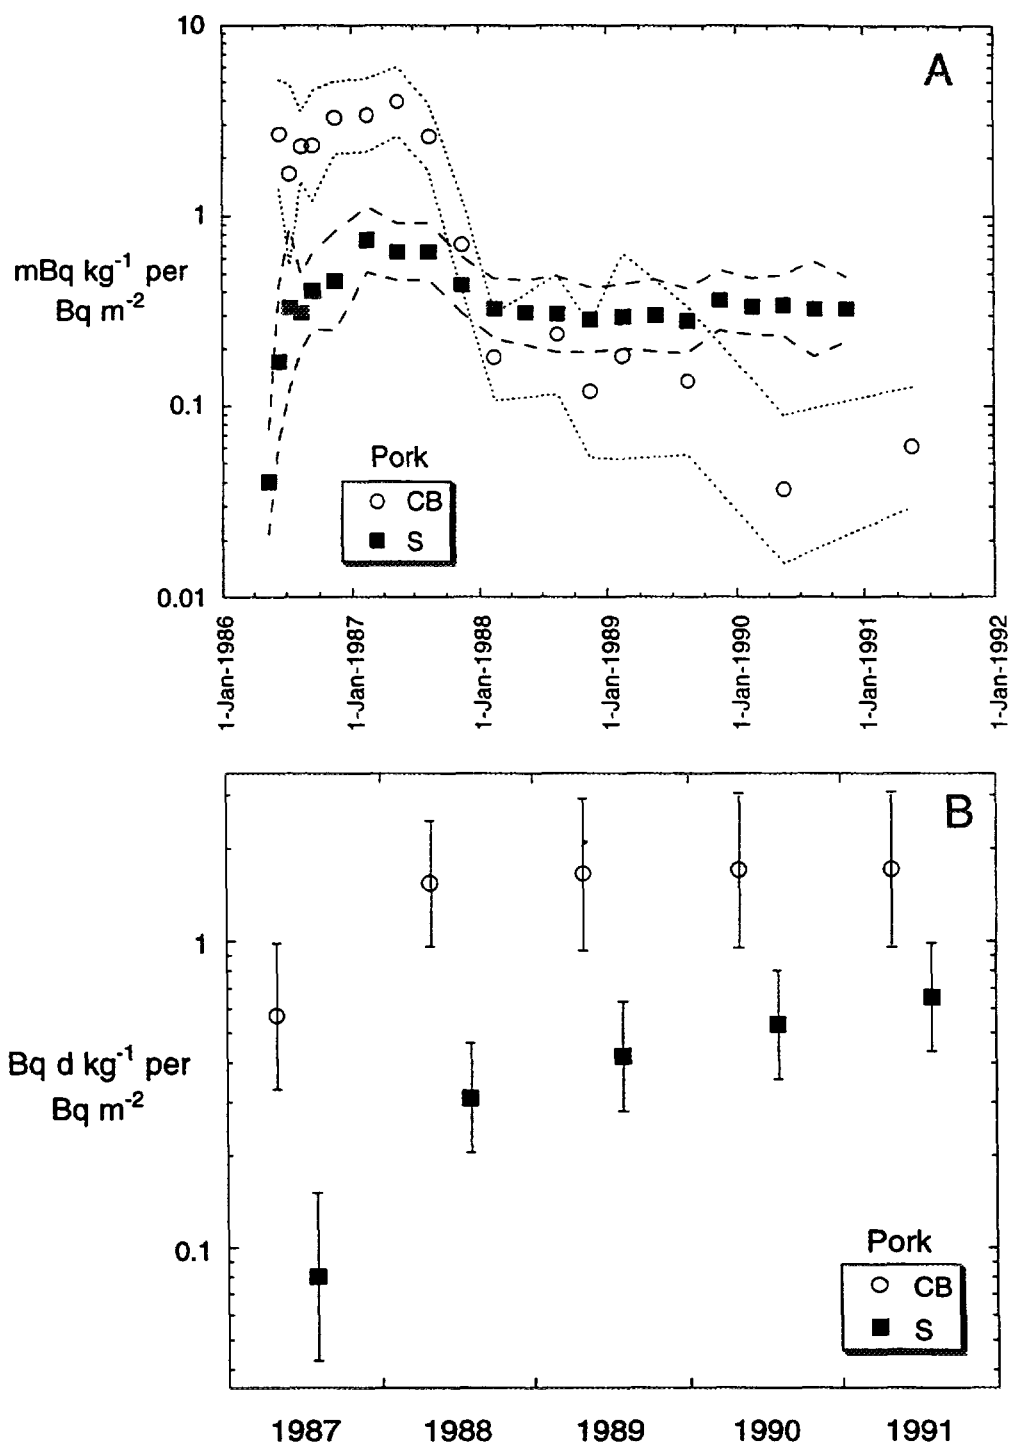 10
A
1
mBq kg⁻¹ per
Bq m⁻²
0.1
Pork
CB
S
0.01
1-Jan-1986
1-Jan-1987
1-Jan-1988
1-Jan-1989
1-Jan-1990
1-Jan-1991
1-Jan-1992
B
1
Bq d kg⁻¹ per
Bq m⁻²
0.1
Pork
CB
S
1987
1988
1989
1990
1991